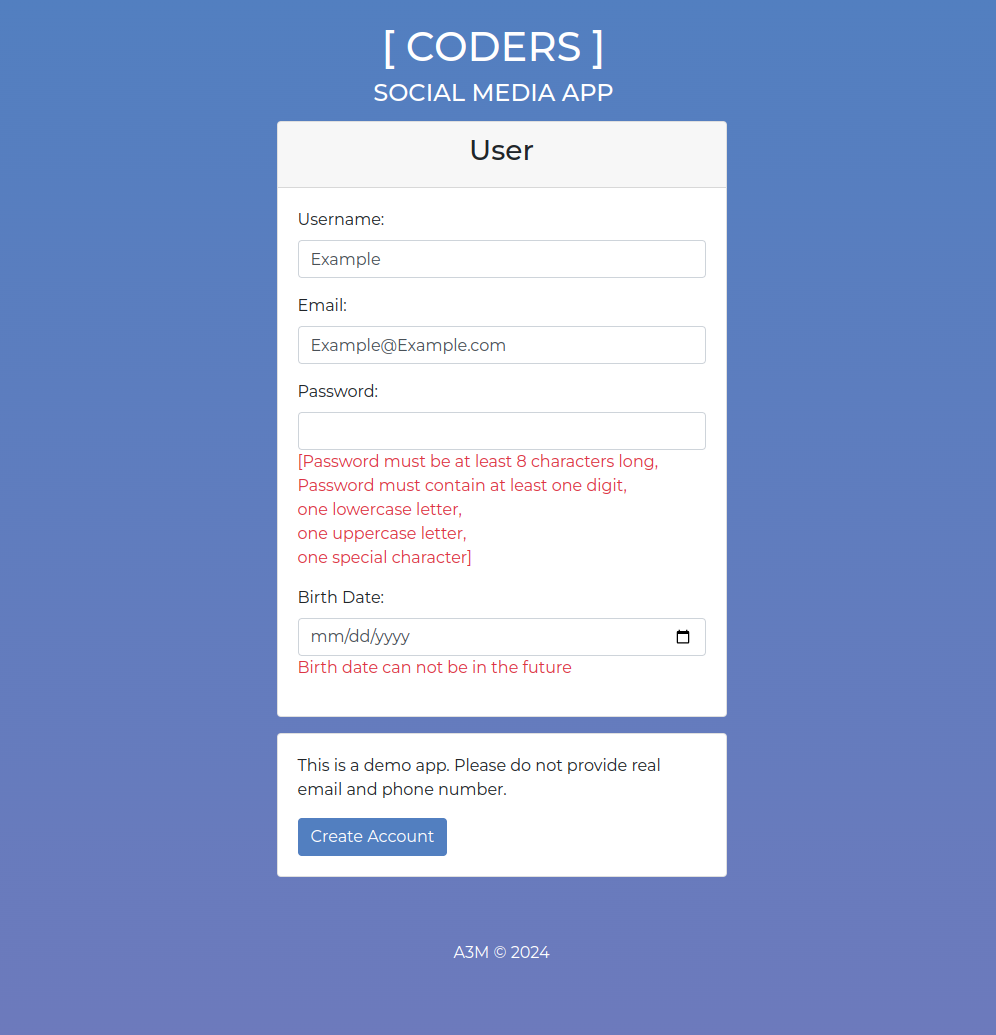 [ CODERS ]
SOCIAL MEDIA APP
User
Username:
Example
Email:
Example@Example.com
Password:
[Password must be at least 8 characters long,
Password must contain at least one digit,
one lowercase letter,
one uppercase letter,
one special character]
Birth Date:
mm/dd/yyyy
Birth date can not be in the future
This is a demo app. Please do not provide real
email and phone number.
Create Account
A3M © 2024